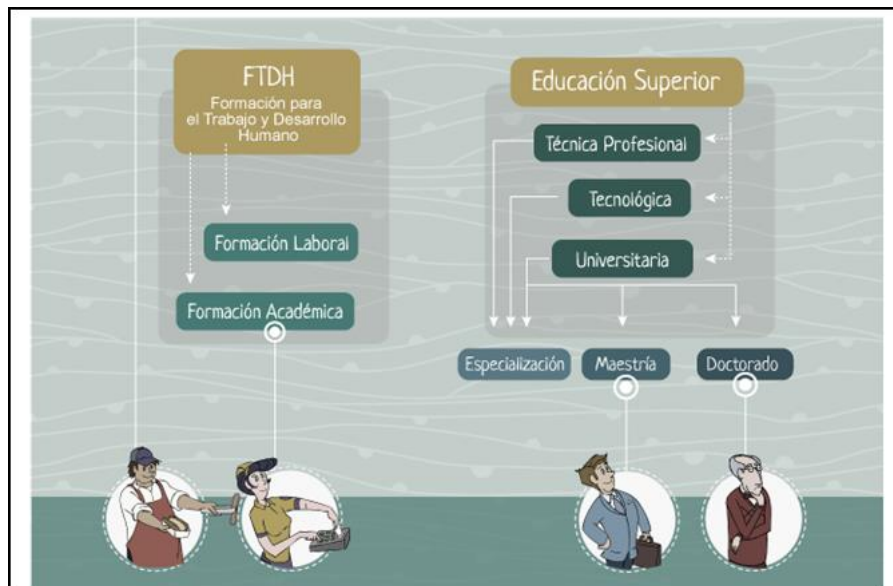 FTDH
Formación para
el Trabajo y Desarrollo
Humano
Formación Laboral
Formación Académica
Educación Superior
Técnica Profesional
Tecnológica
Universitaria
Especialización
Maestría
Doctorado